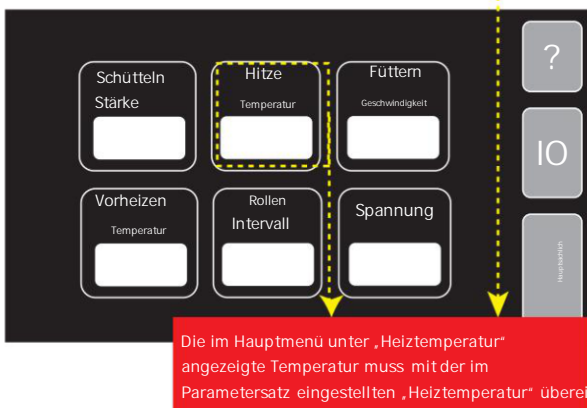 Schütteln
Stärke
Hitze
Temperatur
Füttern
Geschwindigkeit
?
Vorheizen
Temperatur
Rollen
Intervall
Spannung
IO
Hauptsächlich
Die im Hauptmenü unter „Heiztemperatur“
angezeigte Temperatur muss mit der im
Parametersatz eingestellten „Heiztemperatur“ überei